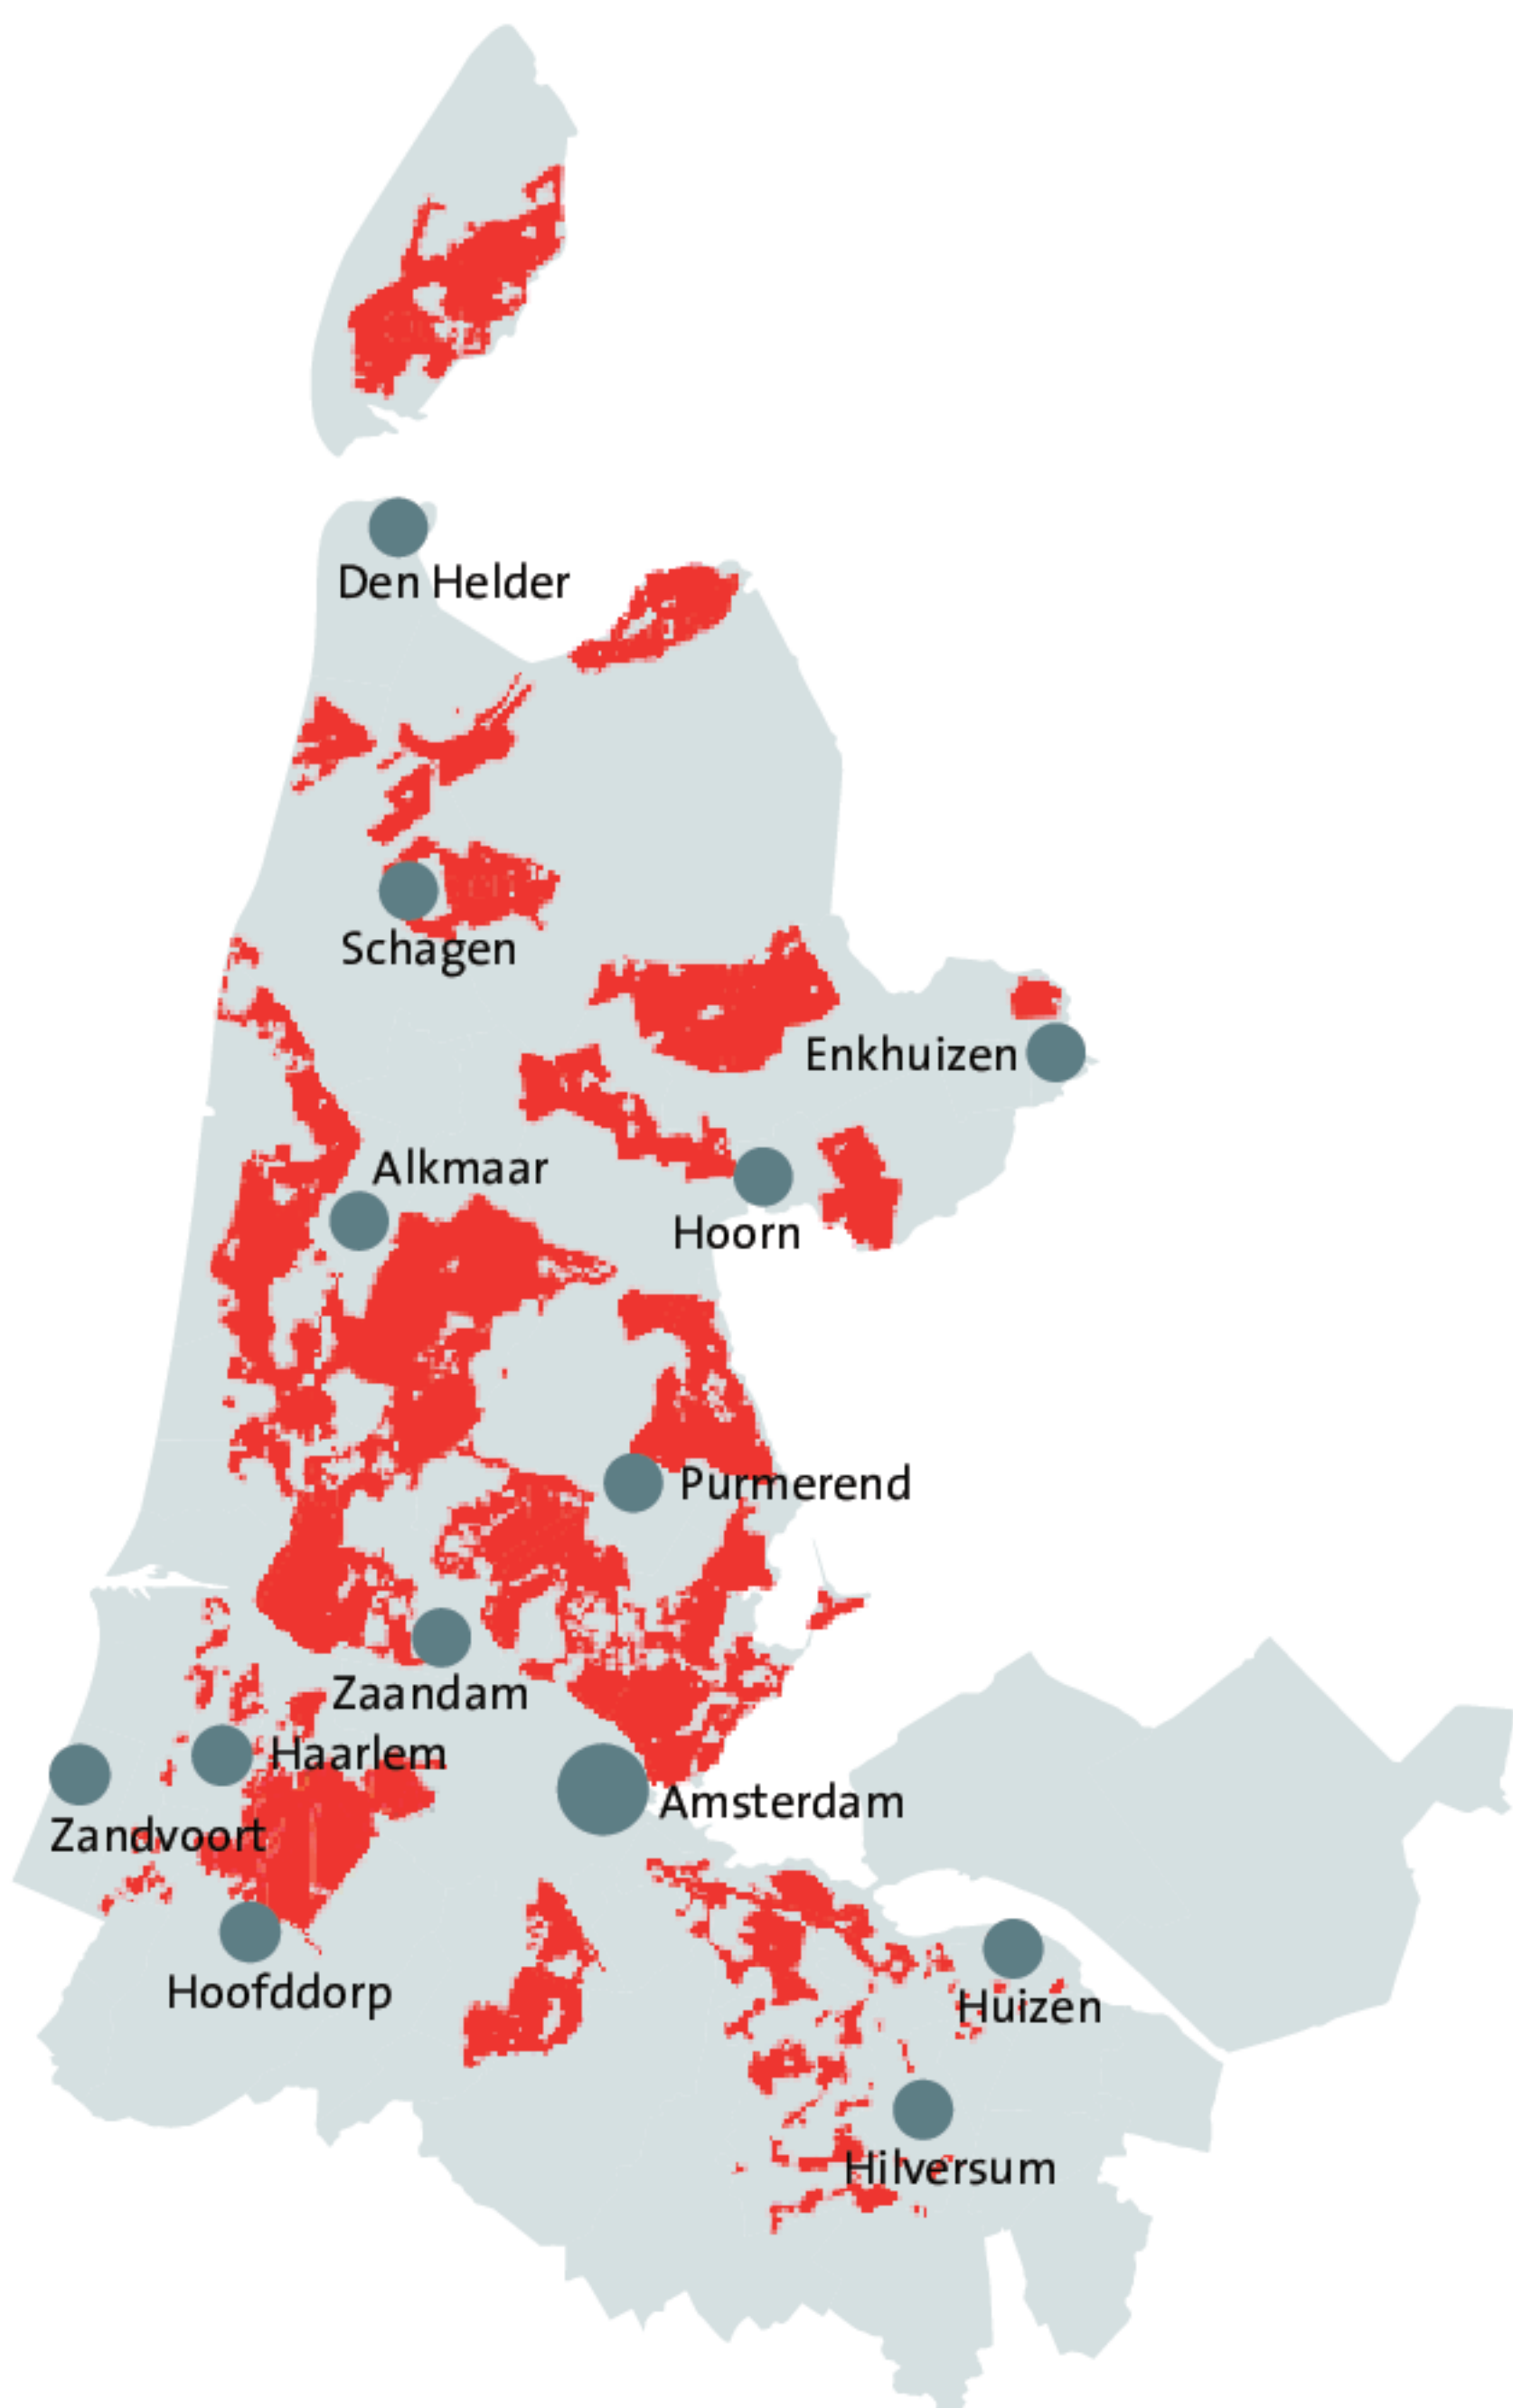 Den Helder
Schagen
Enkhuizen
Alkmaar
Hoorn
Purmerend
Zaandam
Haarlem
Amsterdam
Zandvoort
Hoofddorp
Huizen
Hilversum